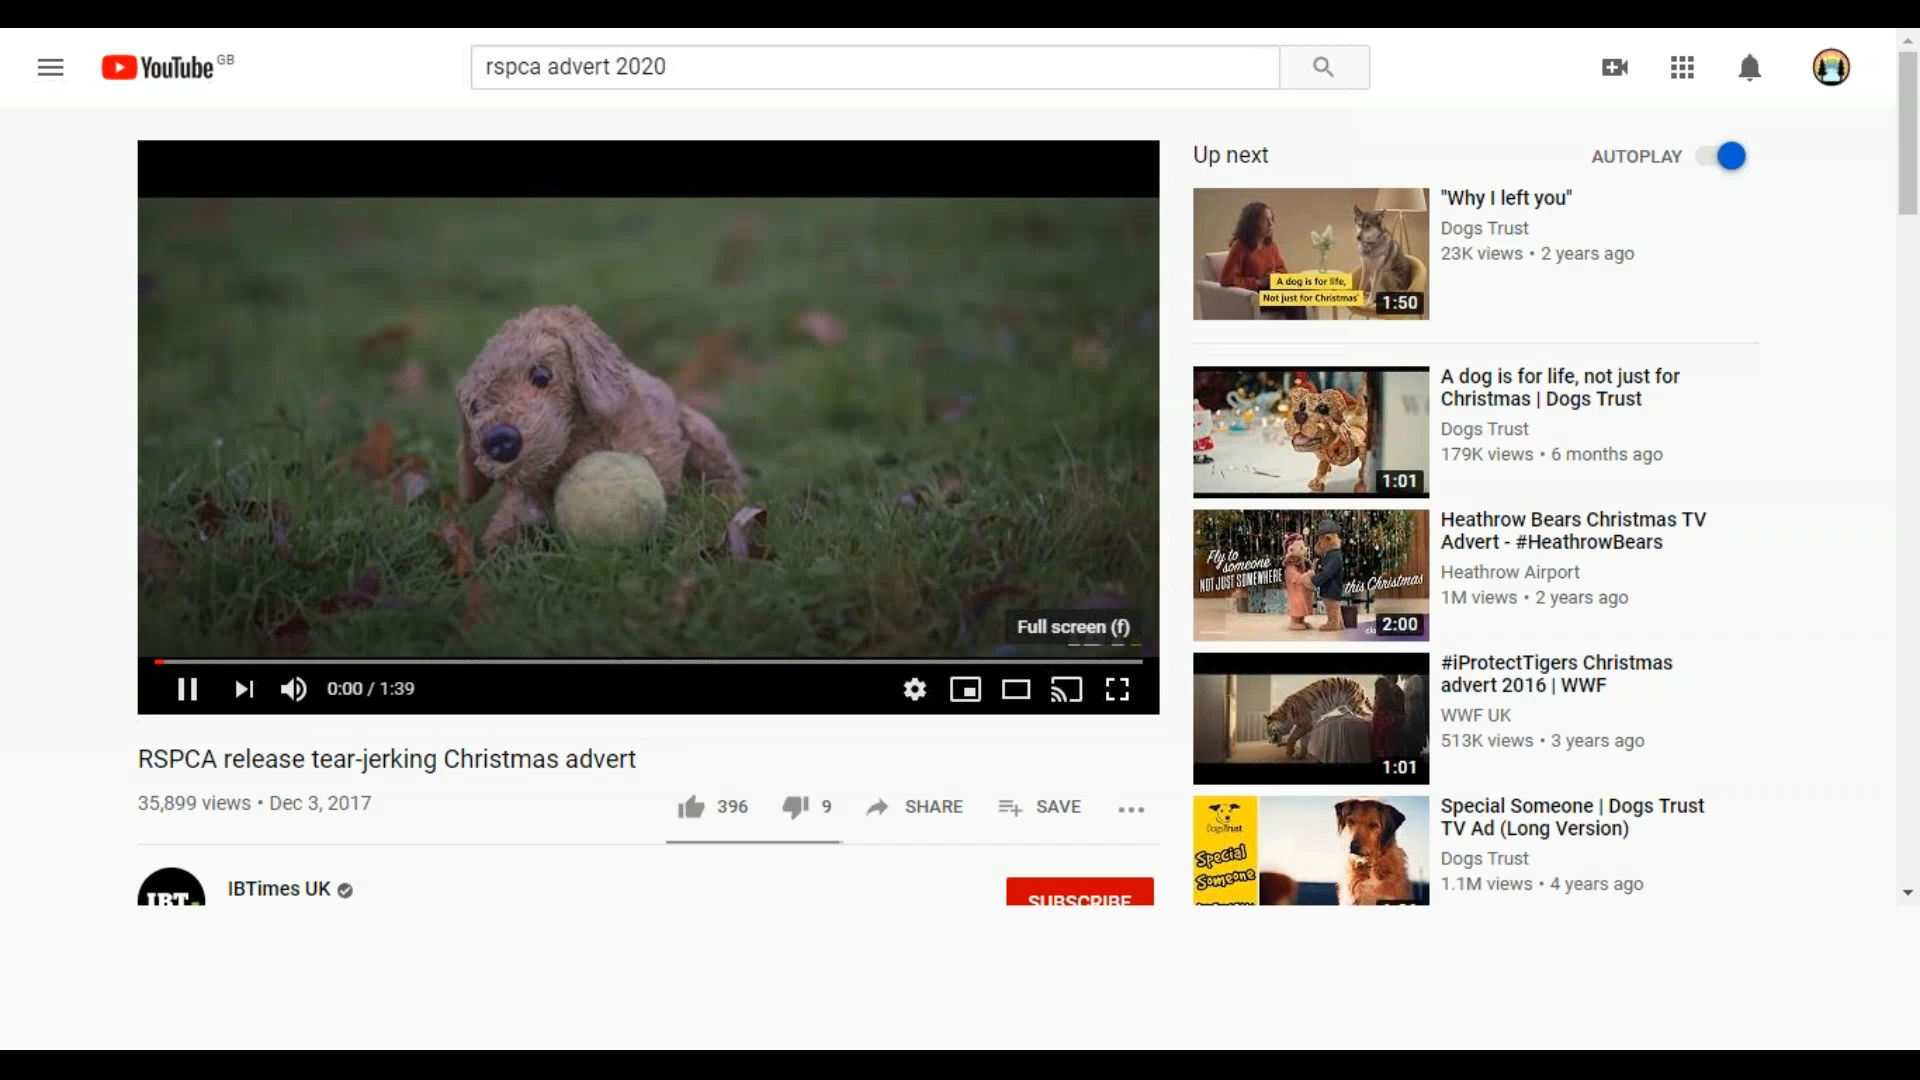 YouTube GB
rspca advert 2020
Full screen (f)
0:00 / 1:39
RSPCA release tear-jerking Christmas advert
35,899 views • Dec 3, 2017
396
9
SHARE
SAVE
IBT
IBTimes UK
SUBSCRIBE
Up next
AUTOPLAY
A dog is for life,
Not just for Christmas
1:50
"Why I left you"
Dogs Trust
23K views • 2 years ago
1:01
A dog is for life, not just for
Christmas | Dogs Trust
Dogs Trust
179K views • 6 months ago
Fly to
someone
NOT JUST SOMEWHERE
this Christmas
2:00
Heathrow Bears Christmas TV
Advert - #HeathrowBears
Heathrow Airport
1M views • 2 years ago
1:01
#iProtectTigers Christmas
advert 2016 | WWF
WWF UK
513K views • 3 years ago
DogsTrust
Special
Someone
Special Someone | Dogs Trust
TV Ad (Long Version)
Dogs Trust
1.1M views • 4 years ago